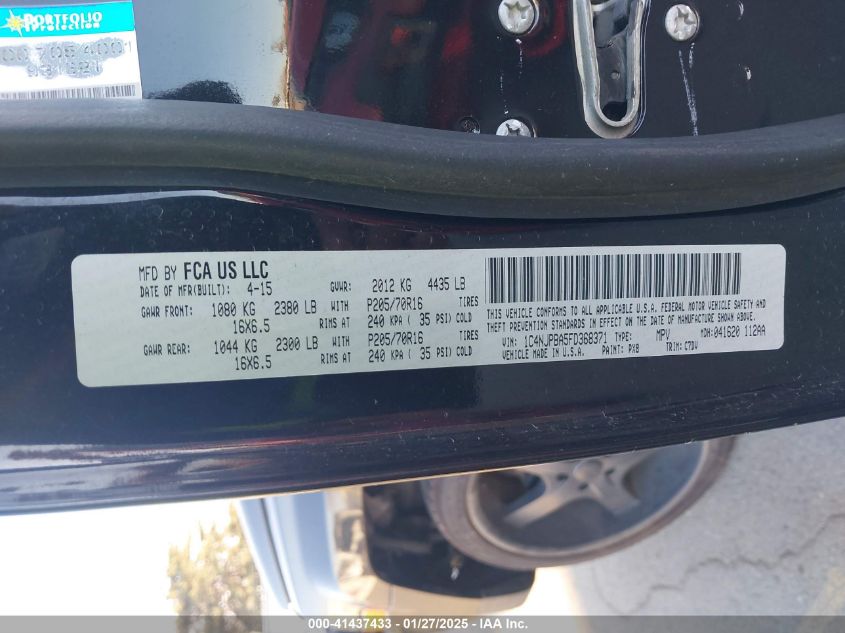 PORTFOLIO
Protection
MFD BY FCA US LLC
DATE OF MFR(BUILT): 4-15 GVWR: 2012 KG 4435 LB
GAWR FRONT: 1080 KG 2380 LB WITH P205/70R16 TIRES
16X6.5 RIMS AT 240 KPA ( 35 PSI) COLD
GAWR REAR: 1044 KG 2300 LB WITH P205/70R16 TIRES
16X6.5 RIMS AT 240 KPA ( 35 PSI) COLD
THIS VEHICLE CONFORMS TO ALL APPLICABLE U.S.A. FEDERAL MOTOR VEHICLE SAFETY AND
THEFT PREVENTION STANDARDS IN EFFECT ON THE DATE OF MANUFACTURE SHOWN ABOVE.
VIN: 1C4NJPBA5FD368371 TYPE: MPV MDH: 041620 112AA
VEHICLE MADE IN U.S.A. PAINT: PX8 TRIM: C7DV
000-41437433 / 01/27/2025 - IAA Inc.